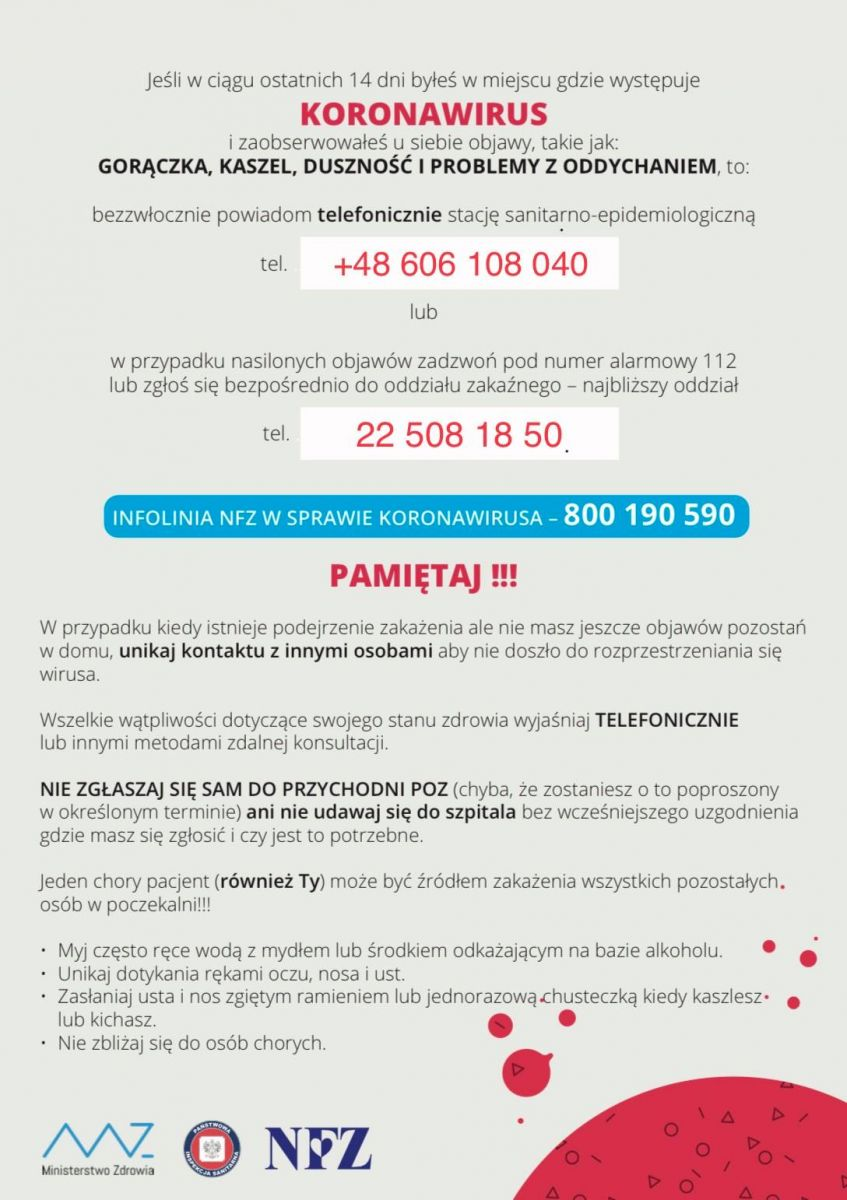 Jeśli w ciągu ostatnich 14 dni byłeś w miejscu gdzie występuje
KORONAWIRUS
i zaobserwowałeś u siebie objawy, takie jak:
GORĄCZKA, KASZEL, DUSZNOŚĆ I PROBLEMY Z ODDYCHANIEM, to:
bezzwłocznie powiadom telefonicznie stację sanitarno-epidemiologiczną
tel. +48 606 108 040
lub
w przypadku nasilonych objawów zadzwoń pod numer alarmowy 112
lub zgłoś się bezpośrednio do oddziału zakaźnego – najbliższy oddział
tel. 22 508 18 50
INFOLINIA NFZ W SPRAWIE KORONAWIRUSA – 800 190 590
PAMIĘTAJ !!!
W przypadku kiedy istnieje podejrzenie zakażenia ale nie masz jeszcze objawów pozostań
w domu, unikaj kontaktu z innymi osobami aby nie doszło do rozprzestrzeniania się
wirusa.
Wszelkie wątpliwości dotyczące swojego stanu zdrowia wyjaśniaj TELEFONICZNIE
lub innymi metodami zdalnej konsultacji.
NIE ZGŁASZAJ SIĘ SAM DO PRZYCHODNI POZ (chyba, że zostaniesz o to poproszony
w określonym terminie) ani nie udawaj się do szpitala bez wcześniejszego uzgodnienia
gdzie masz się zgłosić i czy jest to potrzebne.
Jeden chory pacjent (również Ty) może być źródłem zakażenia wszystkich pozostałych
osób w poczekalni!!!
• Myj często ręce wodą z mydłem lub środkiem odkażającym na bazie alkoholu.
• Unikaj dotykania rękami oczu, nosa i ust.
• Zasłaniaj usta i nos zgiętym ramieniem lub jednorazową chusteczką kiedy kaszlesz
lub kichasz.
• Nie zbliżaj się do osób chorych.
MZ
Ministerstwo Zdrowia
PAŃSTWOWA
INSPEKCJA SANITARNA
NFZ